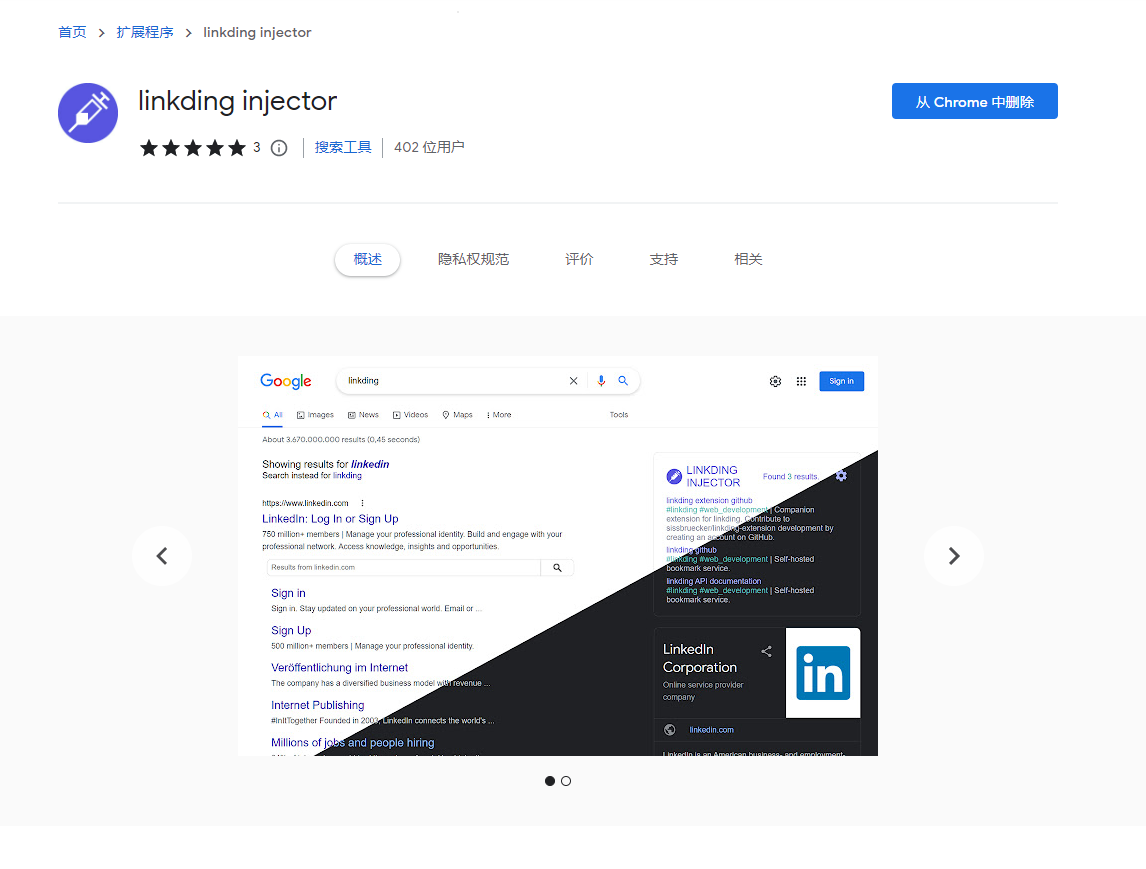 首页 > 扩展程序 > linkding injector
linkding injector
从 Chrome 中删除
3 搜索工具 402 位用户
概述 隐私权规范 评价 支持 相关
Google linkding Sign in
All Images News Videos Maps More Tools
About 3.670.000.000 results (0,45 seconds)
Showing results for linkedin
Search instead for linkding
https://www.linkedin.com
LinkedIn: Log In or Sign Up
750 million+ members | Manage your professional identity. Build and engage with your
professional network. Access knowledge, insights and opportunities.
Results from linkedin.com
Sign in
Sign in. Stay updated on your professional world. Email or ...
Sign Up
500 million+ members | Manage your professional identity.
Veröffentlichung im Internet
The company has a diversified business model with revenue ...
Internet Publishing
#InItTogether Founded in 2003, LinkedIn connects the world's ...
Millions of jobs and people hiring
LINKDING
INJECTOR
Found 3 results.
linkding extension github
#linkding #web_development | Companion
extension for linkding. Contribute to
sissbruecker/linkding-extension development by
creating an account on GitHub.
linkding github
#linkding #web_development | Self-hosted
bookmark service.
linkding API documentation
#linkding #web_development | Self-hosted
bookmark service.
LinkedIn
Corporation
Online service provider
company
in
linkedin.com
LinkedIn is an American business- and employment-